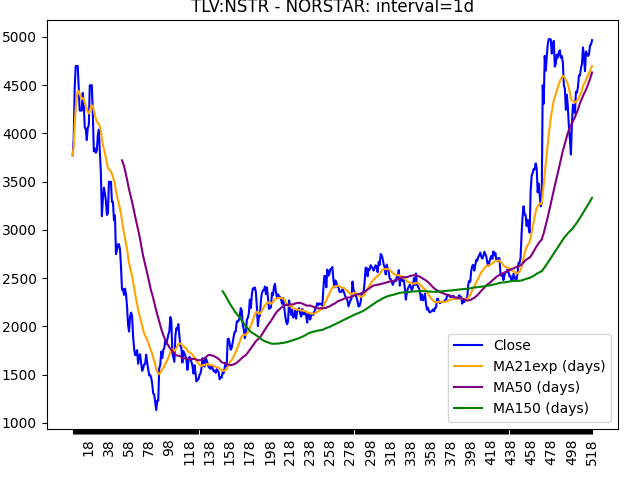 TLV:NSTR - NORSTAR: interval=1d
5000
4500
4000
3500
3000
2500
2000
1500
1000
Close
MA21exp (days)
MA50 (days)
MA150 (days)
18 38 58 78 98 118 138 158 178 198 218 238 258 278 298 318 338 358 378 398 418 438 458 478 498 518